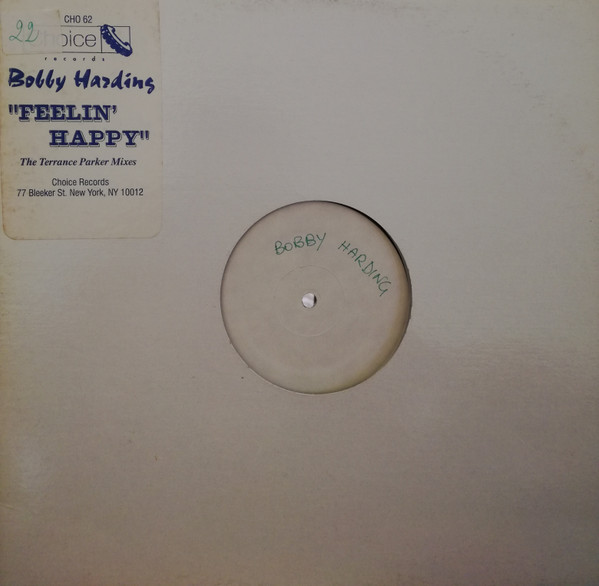 CHO 62
22
hoice
records
Bobby Harding
"FEELIN'
HAPPY"
The Terrance Parker Mixes
Choice Records
77 Bleeker St. New York, NY 10012
BOBBY HARDING